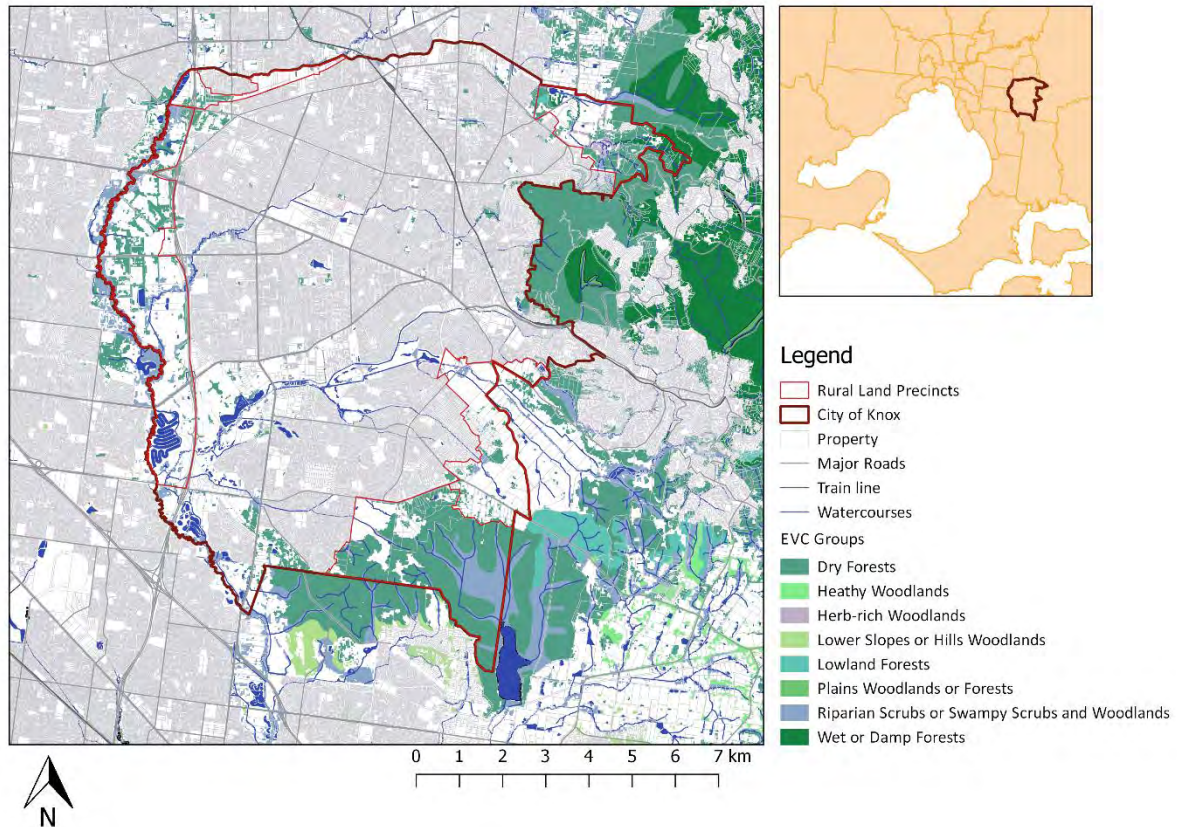 Legend
Rural Land Precincts
City of Knox
Property
Major Roads
Train line
Watercourses
EVC Groups
Dry Forests
Heathy Woodlands
Herb-rich Woodlands
Lower Slopes or Hills Woodlands
Lowland Forests
Plains Woodlands or Forests
Riparian Scrubs or Swampy Scrubs and Woodlands
Wet or Damp Forests
0 1 2 3 4 5 6 7 km
N